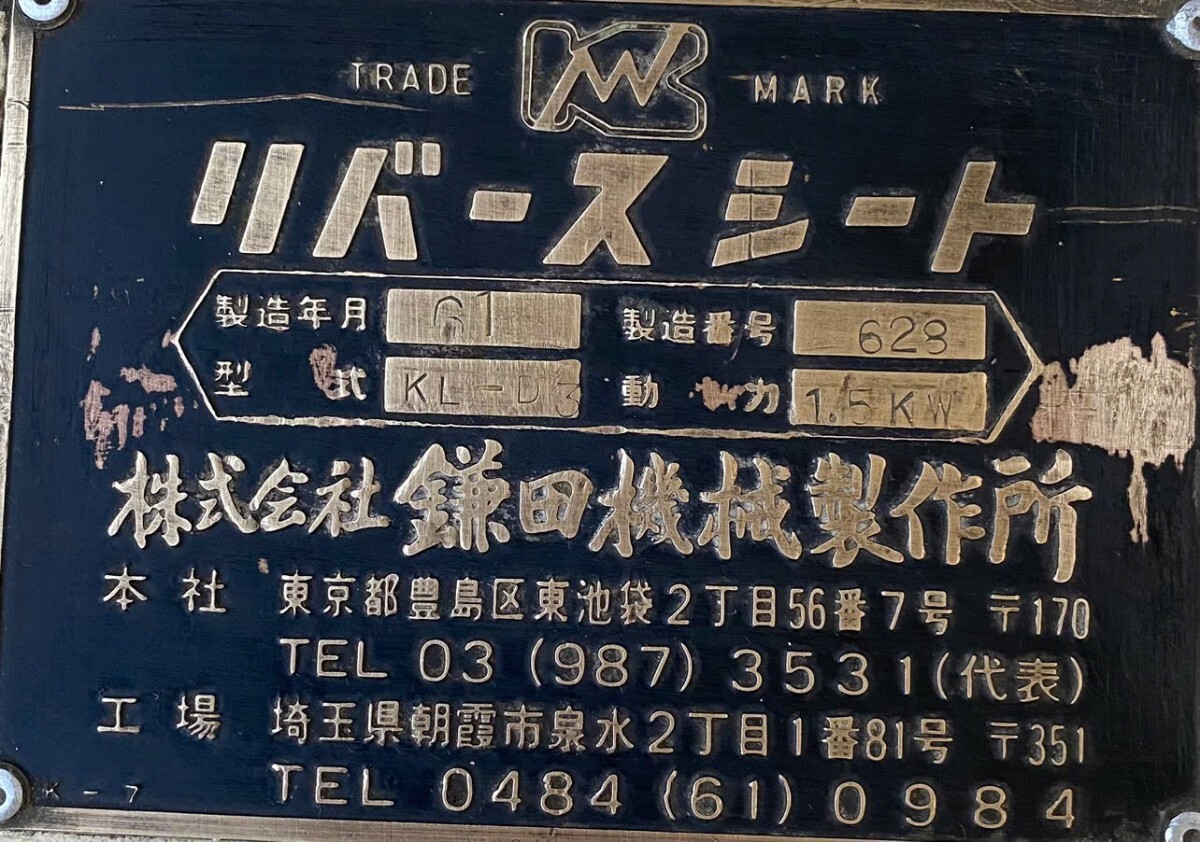 TRADE KW MARK
リバースシート
製造年月 61 製造番号 628
型式 KL-D3 動力 1.5KW
株式会社 鎌田機械製作所
本社 東京都豊島区東池袋2丁目56番7号 〒170
TEL 03 (987) 3531 (代表)
工場 埼玉県朝霞市泉水2丁目1番81号 〒351
TEL 0484 (61) 0984
K-7